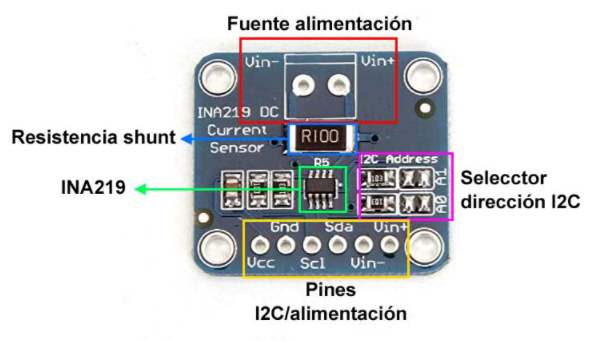 Fuente alimentación
Vin-
Vin+
INA219 DC
Current
Sensor
Resistencia shunt
R100
R5
I2C Address
INA219
103
A1
A0
Selecctor
dirección I2C
Gnd
Sda
Vin+
Vcc
Scl
Vin-
Pines
I2C/alimentación